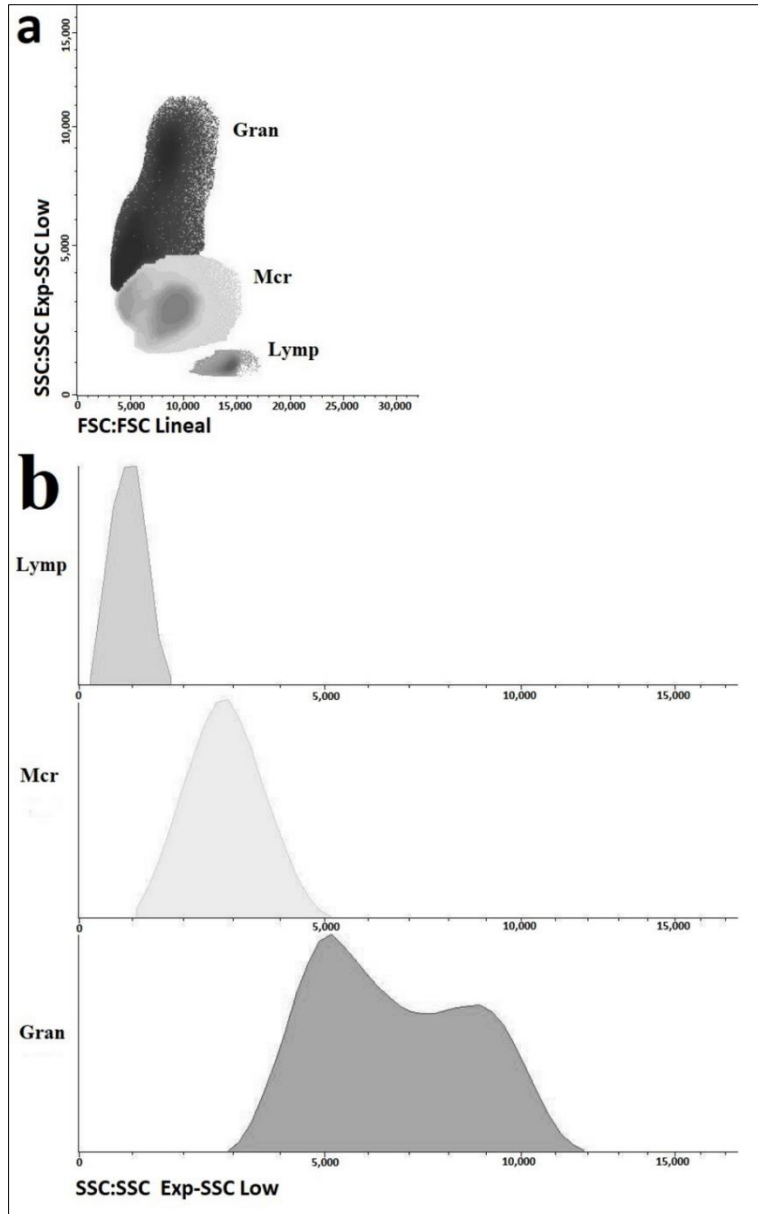 a
15,000
Gran
10,000
SSC:SSC Exp-SSC Low
5,000
Mcr
Lymp
0
0 5,000 10,000 15,000 20,000 25,000 30,000
FSC:FSC Lineal
b
Lymp
0 5,000 10,000 15,000
Mcr
0 5,000 10,000 15,000
Gran
0 5,000 10,000 15,000
SSC:SSC Exp-SSC Low